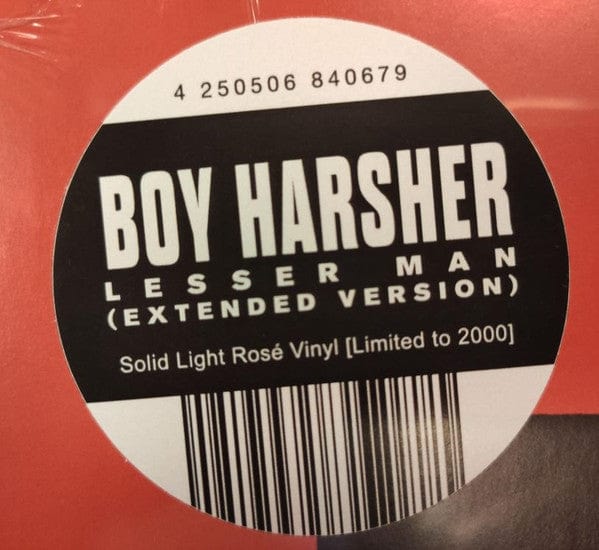 4 250506 840679
BOY HARSHER
LESSER MAN
(EXTENDED VERSION)
Solid Light Rosé Vinyl [Limited to 2000]